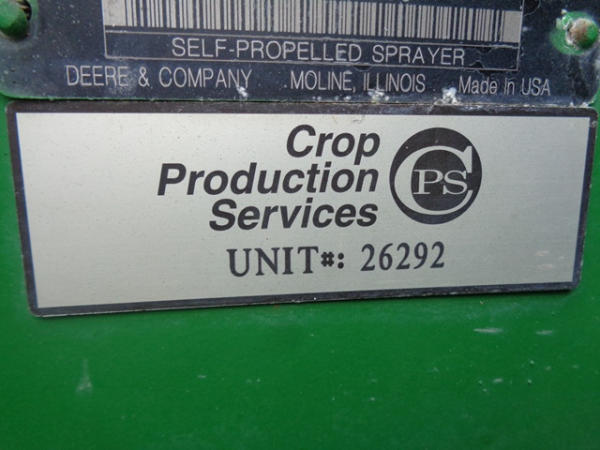 SELF-PROPELLED SPRAYER
DEERE & COMPANY MOLINE, ILLINOIS Made in USA
Crop
Production
Services
CPS
UNIT#: 26292